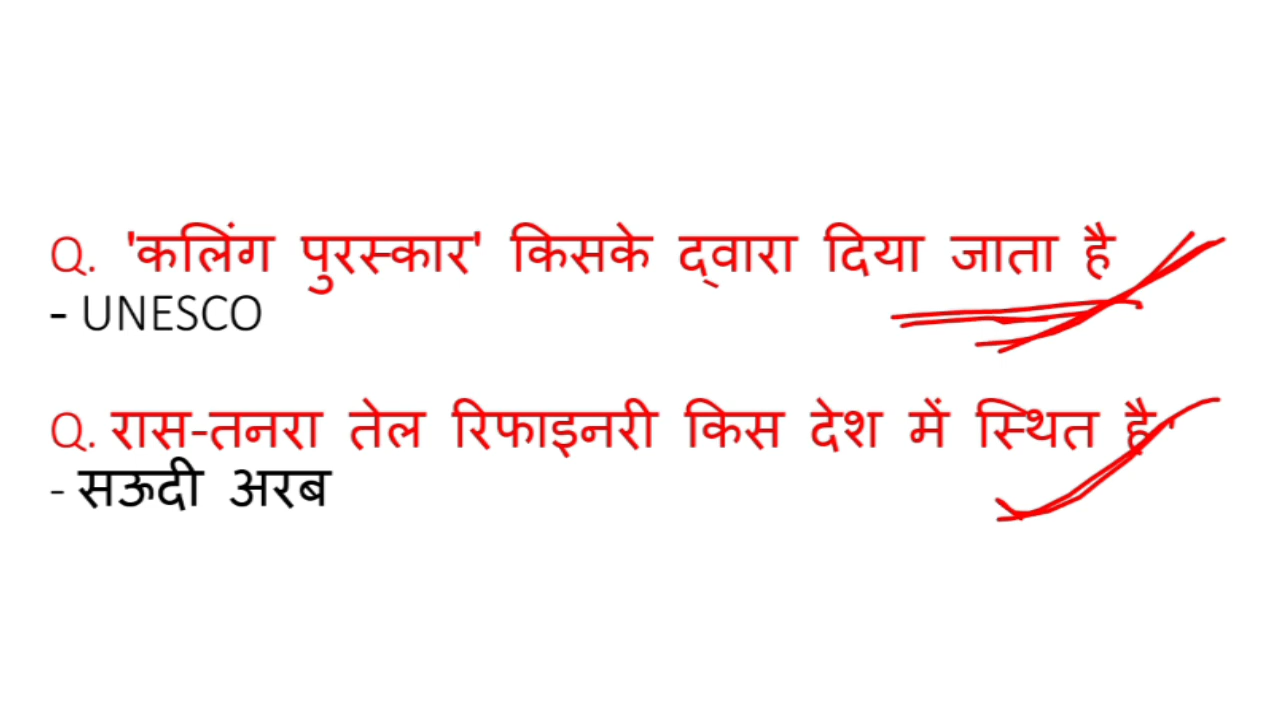 Q. 'कलिंग पुरस्कार' किसके द्वारा दिया जाता है
- UNESCO
Q. रास-तनरा तेल रिफाइनरी किस देश में स्थित है
- सऊदी अरब